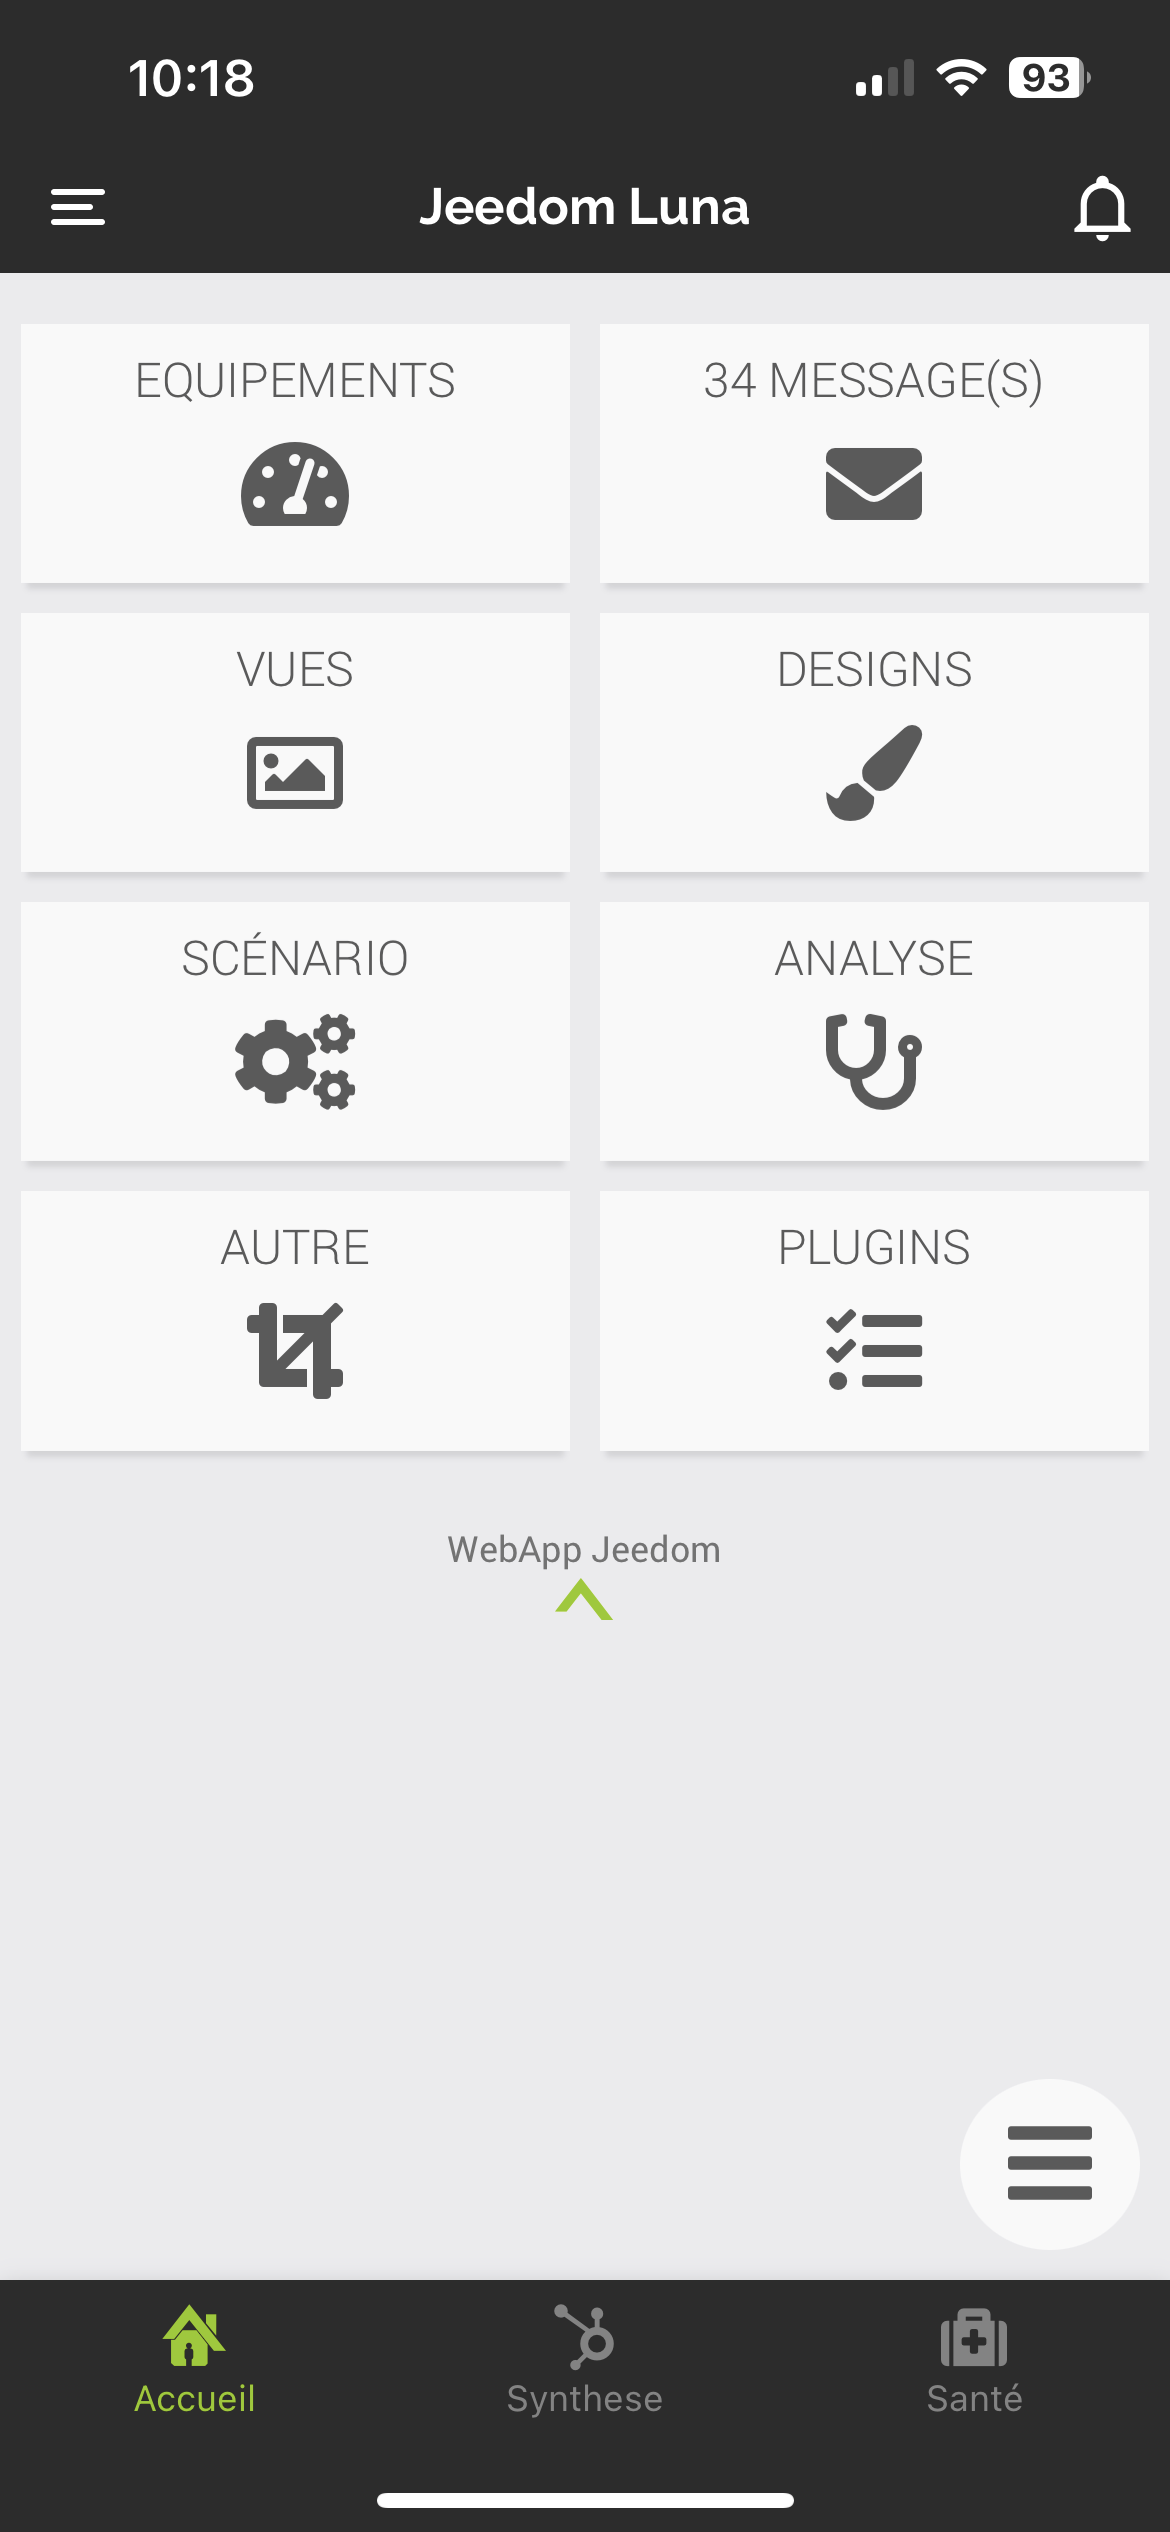 10:18
93
Jeedom Luna
EQUIPEMENTS
34 MESSAGE(S)
VUES
DESIGNS
SCÉNARIO
ANALYSE
AUTRE
PLUGINS
WebApp Jeedom
Accueil
Synthese
Santé